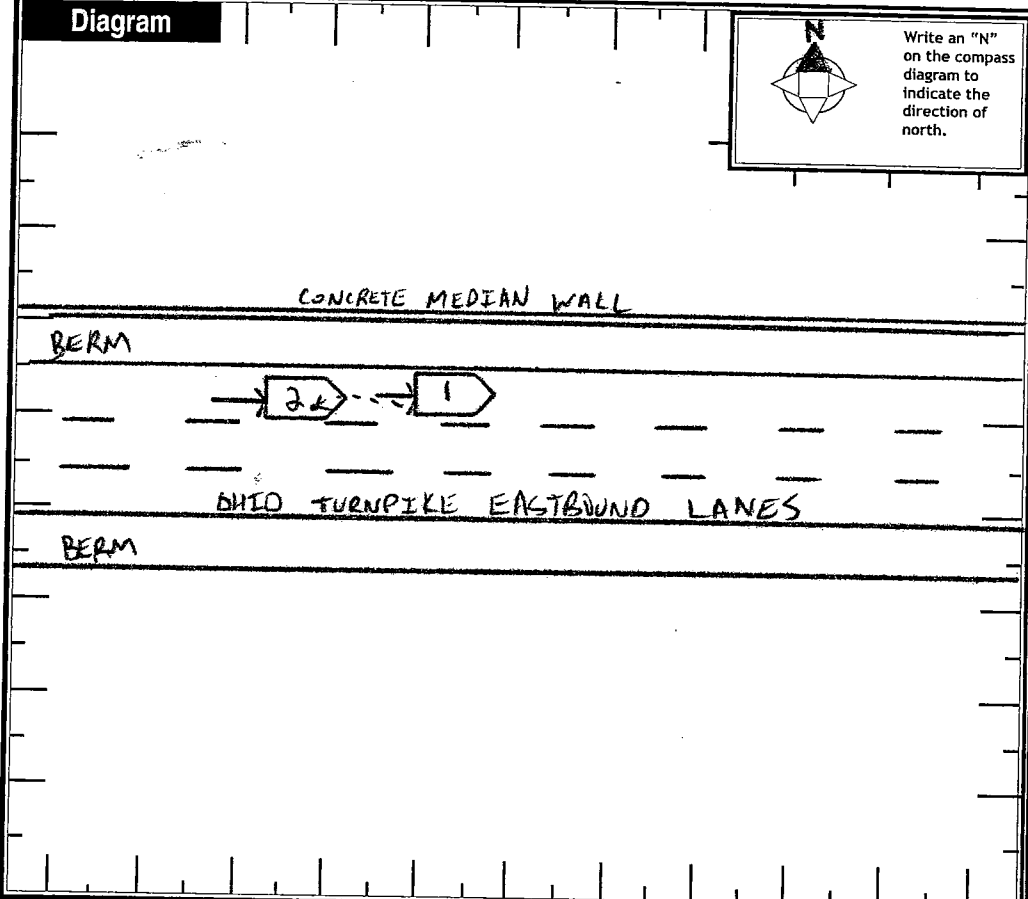 Diagram
N
Write an "N"
on the compass
diagram to
indicate the
direction of
north.
CONCRETE MEDIAN WALL
BERM
2
1
OHIO TURNPIKE EASTBOUND LANES
BERM